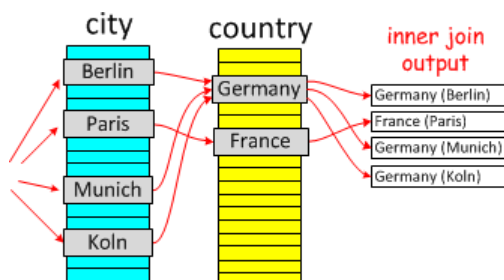 city
Berlin
Paris
Munich
Koln
country
Germany
France
inner join
output
Germany (Berlin)
France (Paris)
Germany (Munich)
Germany (Koln)